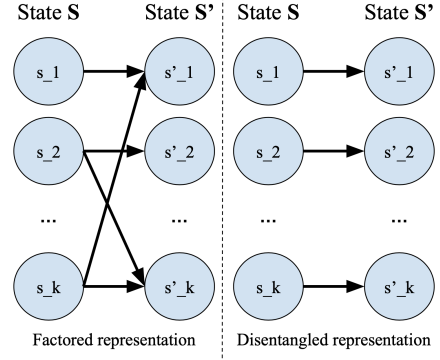 State S State S' State S State S'
s_1 s'_1 s_1 s'_1
s_2 s'_2 s_2 s'_2
... ... ... ...
s_k s'_k s_k s'_k
Factored representation Disentangled representation